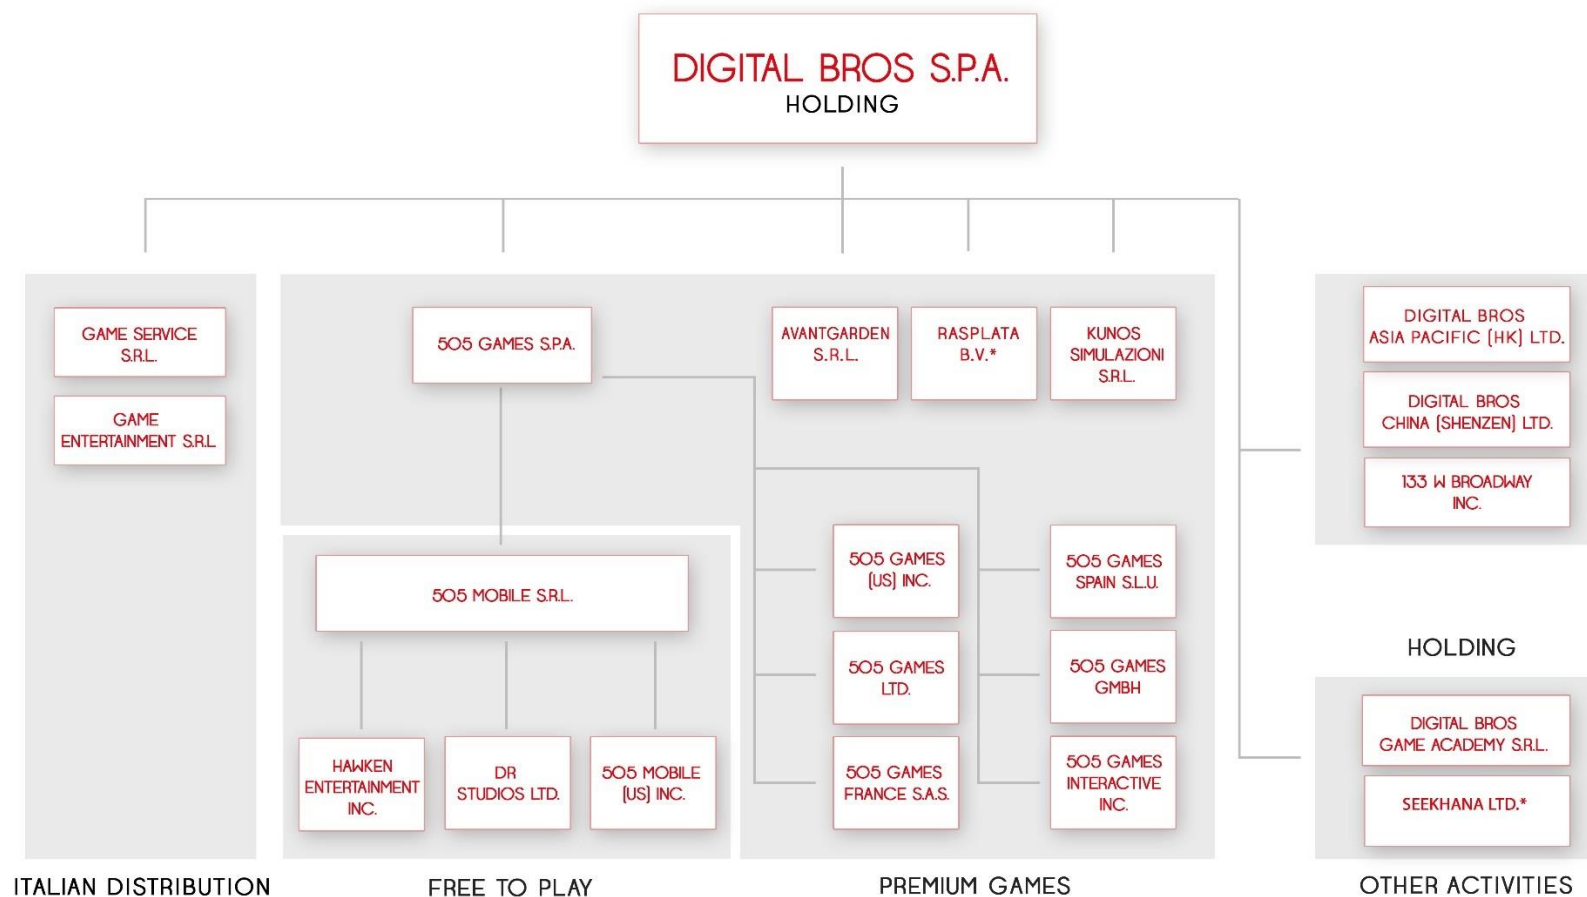 DIGITAL BROS S.P.A.
HOLDING
GAME SERVICE
S.R.L.
GAME
ENTERTAINMENT S.R.L
ITALIAN DISTRIBUTION
505 GAMES S.P.A.
AVANTGARDEN
S.R.L.
RASPLATA
B.V.*
KUNOS
SIMULAZIONI
S.R.L.
505 MOBILE S.R.L.
HAWKEN
ENTERTAINMENT
INC.
DR
STUDIOS LTD.
505 MOBILE
(US) INC.
FREE TO PLAY
505 GAMES
(US) INC.
505 GAMES
SPAIN S.L.U.
505 GAMES
LTD.
505 GAMES
GMBH
505 GAMES
FRANCE S.A.S.
505 GAMES
INTERACTIVE
INC.
PREMIUM GAMES
DIGITAL BROS
ASIA PACIFIC (HK) LTD.
DIGITAL BROS
CHINA (SHENZEN) LTD.
133 W BROADWAY
INC.
HOLDING
DIGITAL BROS
GAME ACADEMY S.R.L.
SEEKHANA LTD.*
OTHER ACTIVITIES